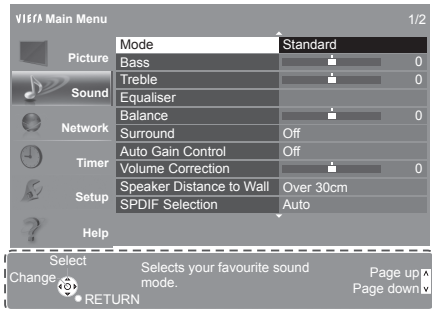 VIErA Main Menu 1/2
Picture
Sound
Network
Timer
Setup
Help
Mode Standard
Bass 0
Treble 0
Equaliser
Balance 0
Surround Off
Auto Gain Control Off
Volume Correction 0
Speaker Distance to Wall Over 30cm
SPDIF Selection Auto
Select
Change
RETURN
Selects your favourite sound
mode.
Page up
Page down